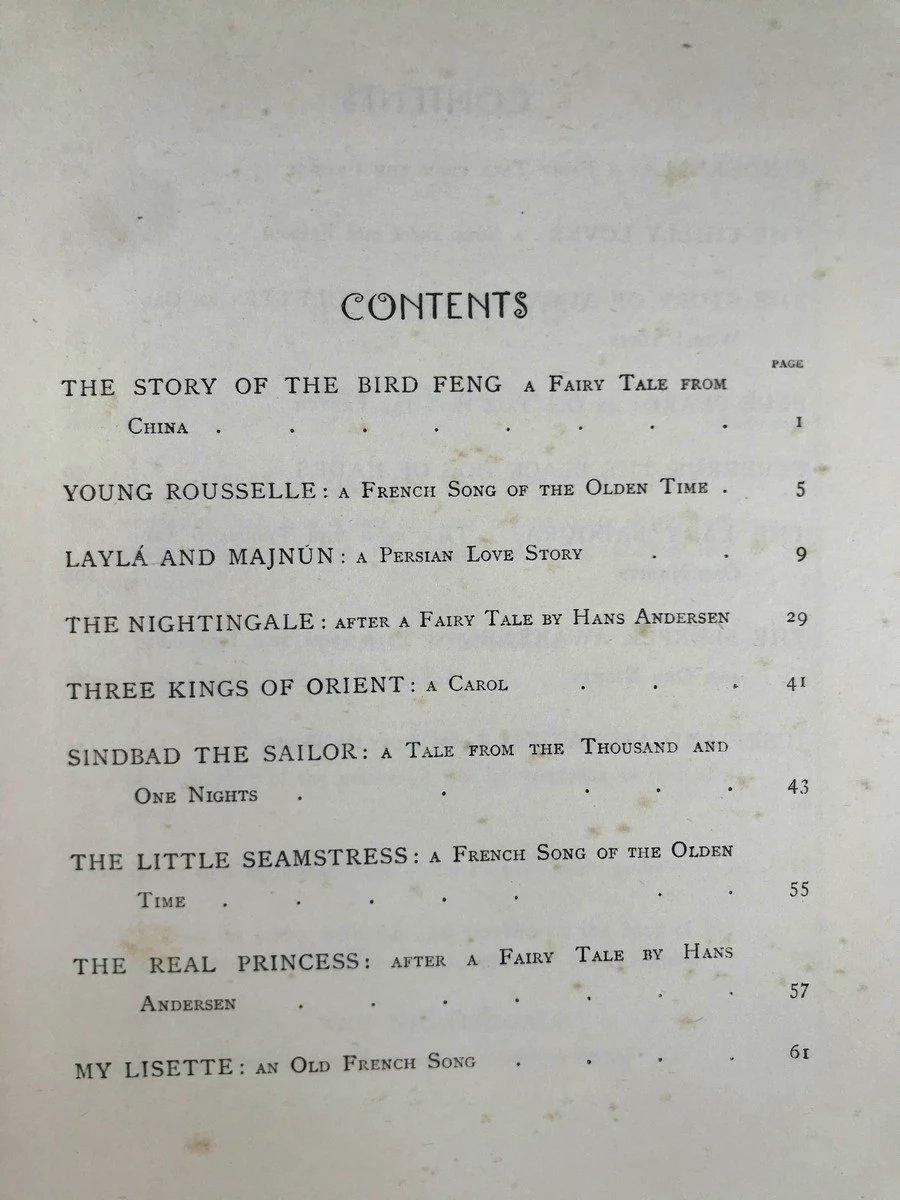 CONTENTS
PAGE
THE STORY OF THE BIRD FENG A FAIRY TALE FROM
CHINA . . . . . . . . 1
YOUNG ROUSSELLE: A FRENCH SONG OF THE OLDEN TIME . 5
LAYLÁ AND MAJNÚN: A PERSIAN LOVE STORY . . 9
THE NIGHTINGALE: AFTER A FAIRY TALE BY HANS ANDERSEN 29
THREE KINGS OF ORIENT: A CAROL . . . 41
SINDBAD THE SAILOR: A TALE FROM THE THOUSAND AND
ONE NIGHTS . . . . . 43
THE LITTLE SEAMSTRESS: A FRENCH SONG OF THE OLDEN
TIME . . . . . . . 55
THE REAL PRINCESS: AFTER A FAIRY TALE BY HANS
ANDERSEN . . . . . . . 57
MY LISETTE: AN OLD FRENCH SONG . . . . 61